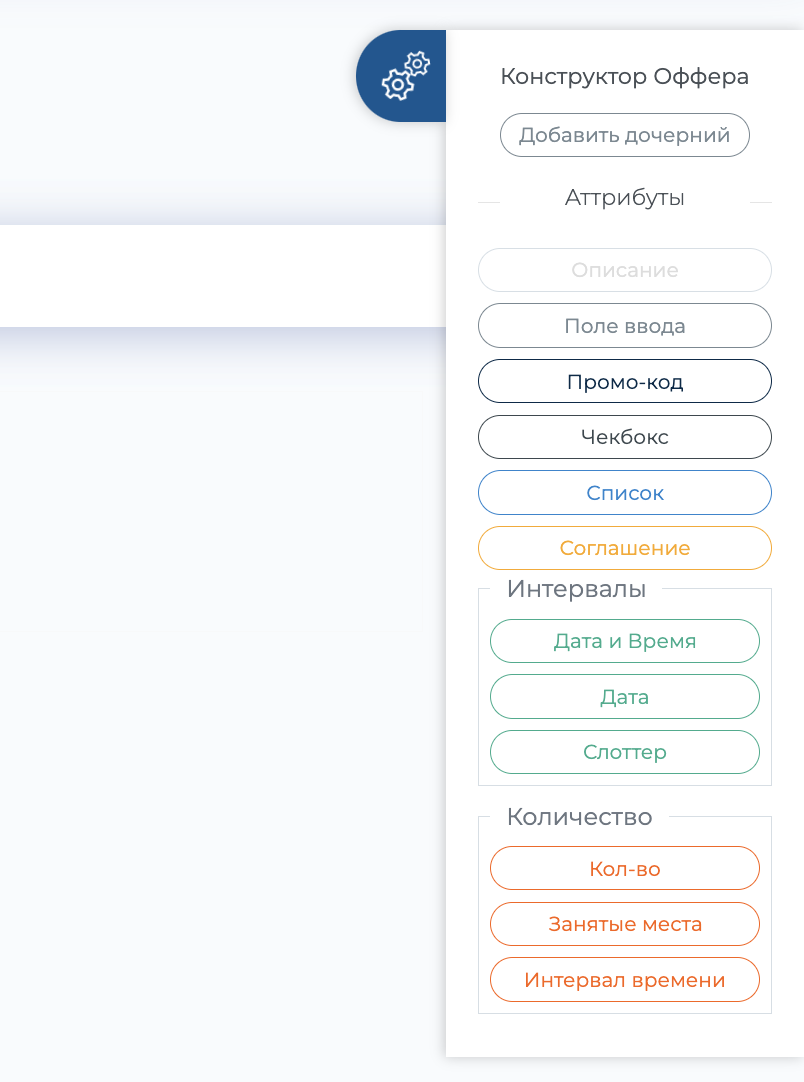 Конструктор Оффера
Добавить дочерний
Аттрибуты
Описание
Поле ввода
Промо-код
Чекбокс
Список
Соглашение
Интервалы
Дата и Время
Дата
Слоттер
Количество
Кол-во
Занятые места
Интервал времени